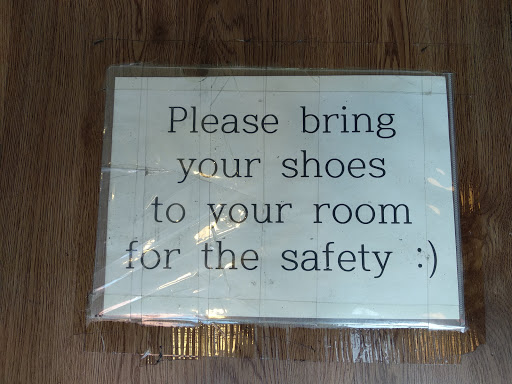 Please bring
your shoes
to your room
for the safety :)